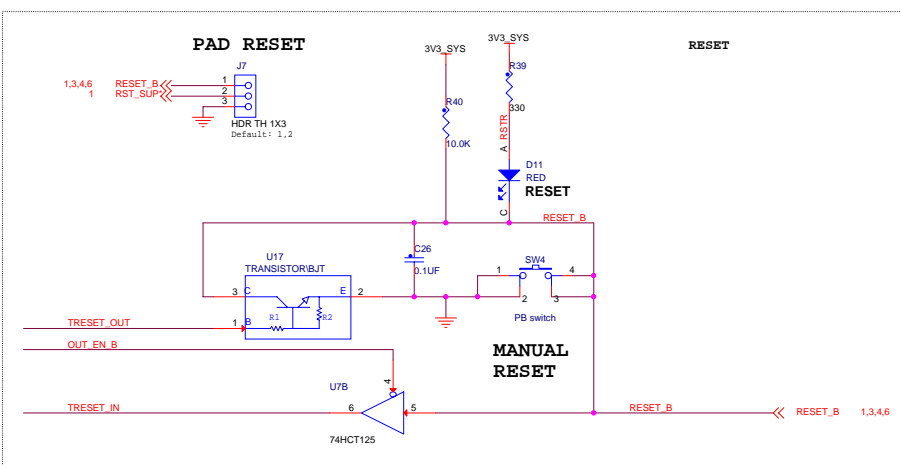 PAD RESET
RESET
3V3_SYS
3V3_SYS
J7
R39
1,3,4,6 RESET_B 1
1 RST_SUP* 2
3
R40
330
HDR TH 1X3
Default: 1,2
RSTR
10.0K
A
D11
RED
RESET
C
RESET_B
C26
U17
TRANSISTOR\BJT
0.1UF
SW4
1 4
3 C E 2
2 3
R1 R2
TRESET_OUT 1 B
PB switch
OUT_EN_B
MANUAL
RESET
4
U7B
TRESET_IN 6 5 RESET_B RESET_B 1,3,4,6
74HCT125